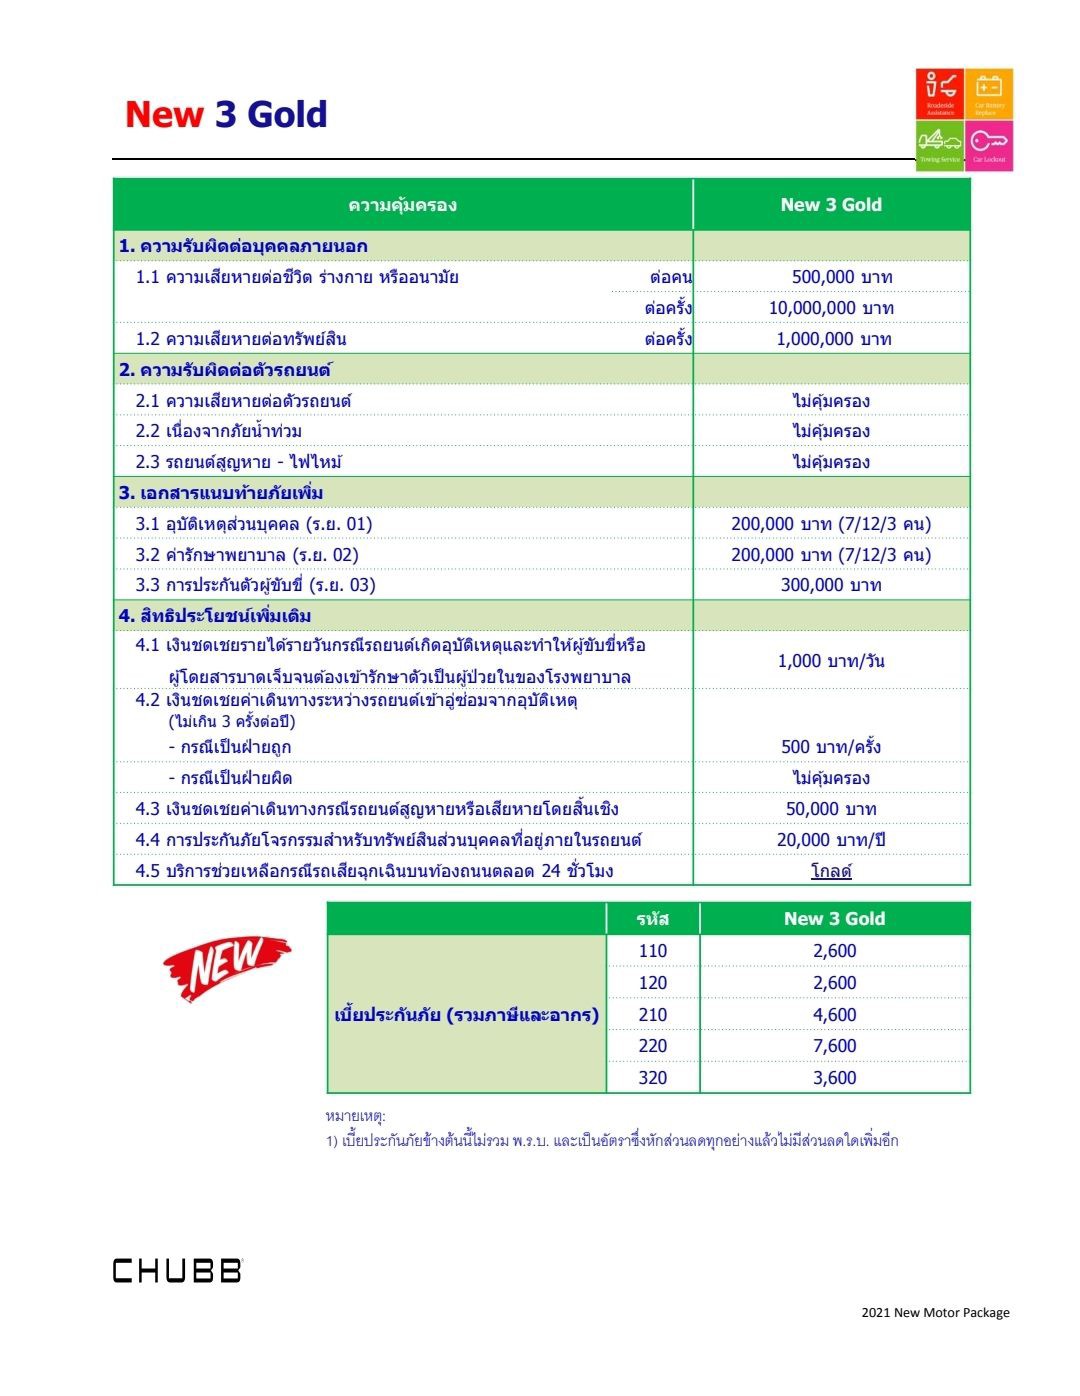 New 3 Gold
Roadside Assistance
Car Battery Replace
Towing Service
Car Lockout
ความคุ้มครอง New 3 Gold
1. ความรับผิดต่อบุคคลภายนอก
1.1 ความเสียหายต่อชีวิต ร่างกาย หรืออนามัย ต่อคน 500,000 บาท
ต่อครั้ง 10,000,000 บาท
1.2 ความเสียหายต่อทรัพย์สิน ต่อครั้ง 1,000,000 บาท
2. ความรับผิดต่อตัวรถยนต์
2.1 ความเสียหายต่อตัวรถยนต์ ไม่คุ้มครอง
2.2 เนื่องจากภัยน้ำท่วม ไม่คุ้มครอง
2.3 รถยนต์สูญหาย - ไฟไหม้ ไม่คุ้มครอง
3. เอกสารแนบท้ายภัยเพิ่ม
3.1 อุบัติเหตุส่วนบุคคล (ร.ย. 01) 200,000 บาท (7/12/3 คน)
3.2 ค่ารักษาพยาบาล (ร.ย. 02) 200,000 บาท (7/12/3 คน)
3.3 การประกันตัวผู้ขับขี่ (ร.ย. 03) 300,000 บาท
4. สิทธิประโยชน์เพิ่มเติม
4.1 เงินชดเชยรายได้รายวันกรณีรถยนต์เกิดอุบัติเหตุและทำให้ผู้ขับขี่หรือ
ผู้โดยสารบาดเจ็บจนต้องเข้ารักษาตัวเป็นผู้ป่วยในของโรงพยาบาล 1,000 บาท/วัน
4.2 เงินชดเชยค่าเดินทางระหว่างรถยนต์เข้าอู่ซ่อมจากอุบัติเหตุ
(ไม่เกิน 3 ครั้งต่อปี)
- กรณีเป็นฝ่ายถูก 500 บาท/ครั้ง
- กรณีเป็นฝ่ายผิด ไม่คุ้มครอง
4.3 เงินชดเชยค่าเดินทางกรณีรถยนต์สูญหายหรือเสียหายโดยสิ้นเชิง 50,000 บาท
4.4 การประกันภัยโจรกรรมสำหรับทรัพย์สินส่วนบุคคลที่อยู่ภายในรถยนต์ 20,000 บาท/ปี
4.5 บริการช่วยเหลือกรณีรถเสียฉุกเฉินบนท้องถนนตลอด 24 ชั่วโมง โกลด์
รหัส New 3 Gold
NEW
110 2,600
120 2,600
เบี้ยประกันภัย (รวมภาษีและอากร) 210 4,600
220 7,600
320 3,600
หมายเหตุ:
1) เบี้ยประกันภัยข้างต้นนี้ไม่รวม พ.ร.บ. และเป็นอัตราซึ่งหักส่วนลดทุกอย่างแล้วไม่มีส่วนลดใดเพิ่มอีก
CHUBB
2021 New Motor Package